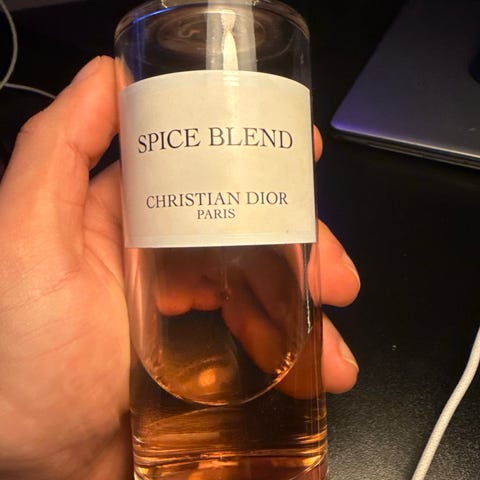 SPICE BLEND
CHRISTIAN DIOR
PARIS